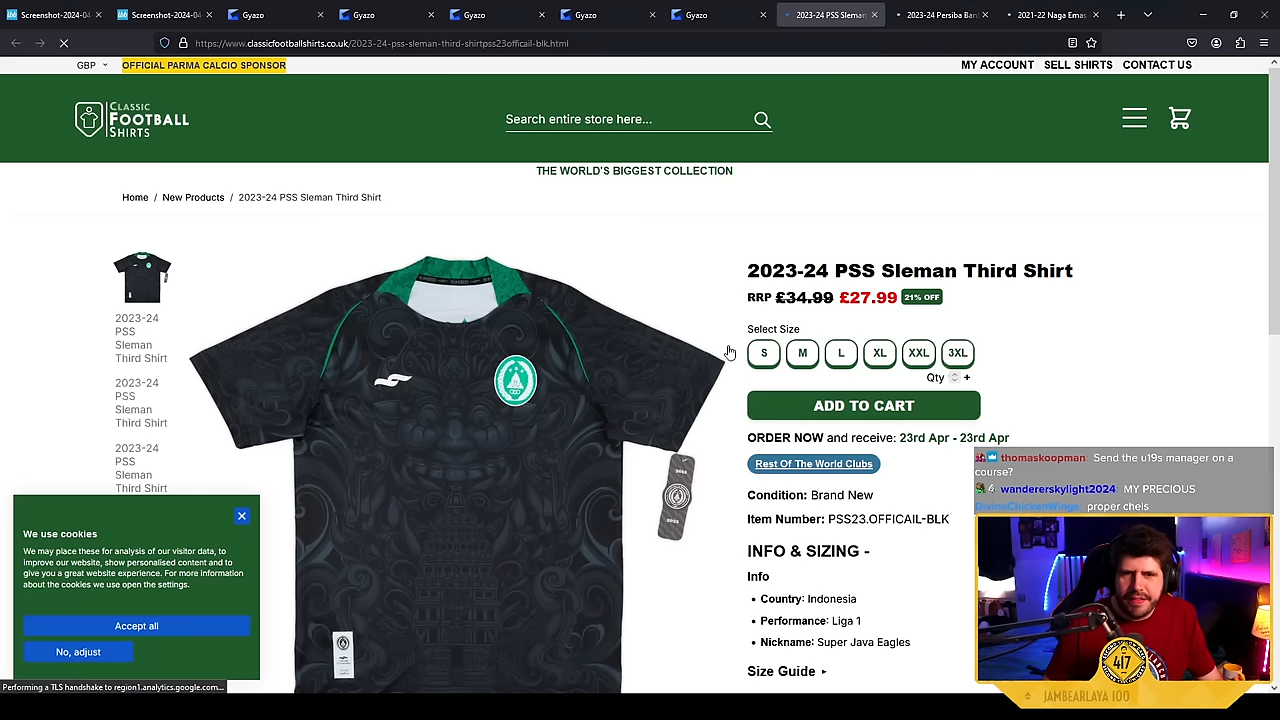 Screenshot-2024-04
Screenshot-2024-04
Gyazo
Gyazo
Gyazo
Gyazo
Gyazo
2023-24 PSS Sleman
2023-24 Persiba Ban
2021-22 Naga Emas
https://www.classicfootballshirts.co.uk/2023-24-pss-sleman-third-shirtpss23officail-blk.html
GBP
OFFICIAL PARMA CALCIO SPONSOR
MY ACCOUNT SELL SHIRTS CONTACT US
CLASSIC
FOOTBALL
SHIRTS
Search entire store here...
THE WORLD'S BIGGEST COLLECTION
Home / New Products / 2023-24 PSS Sleman Third Shirt
2023-24
PSS
Sleman
Third Shirt
2023-24
PSS
Sleman
Third Shirt
2023-24
PSS
Sleman
Third Shirt
2023-24 PSS Sleman Third Shirt
RRP £34.99 £27.99 21% OFF
Select Size
S M L XL XXL 3XL
Qty +
ADD TO CART
ORDER NOW and receive: 23rd Apr - 23rd Apr
Rest Of The World Clubs
Condition: Brand New
Item Number: PSS23.OFFICAIL-BLK
INFO & SIZING -
Info
• Country: Indonesia
• Performance: Liga 1
• Nickname: Super Java Eagles
Size Guide ▸
We use cookies
We may place these for analysis of our visitor data, to
improve our website, show personalised content and to
give you a great website experience. For more information
about the cookies we use open the settings.
Accept all
No, adjust
Performing a TLS handshake to region1.analytics.google.com...
thomaskoopman: Send the u19s manager on a
course?
wandererskylight2024: MY PRECIOUS
DivineChickenWings: proper chels
417
JAMBEARLAYA 100